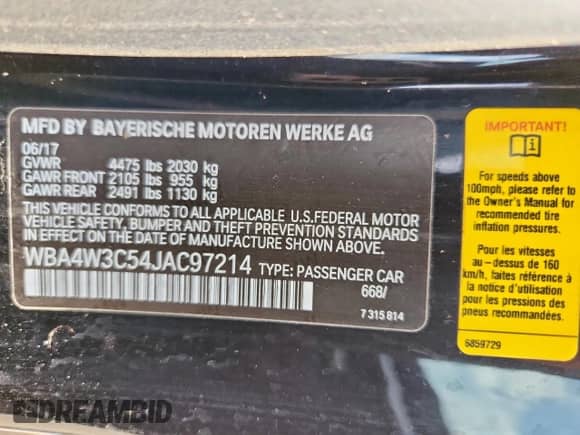 MFD BY BAYERISCHE MOTOREN WERKE AG
06/17
GVWR 4475 lbs 2030 kg
GAWR FRONT 2105 lbs 955 kg
GAWR REAR 2491 lbs 1130 kg
THIS VEHICLE CONFORMS TO ALL APPLICABLE U.S.FEDERAL MOTOR
VEHICLE SAFETY, BUMPER AND THEFT PREVENTION STANDARDS
IN EFFECT ON THE DATE OF MANUFACTURE SHOWN ABOVE.
WBA4W3C54JAC97214 TYPE: PASSENGER CAR
668/
7 315 814
IMPORTANT!
For speeds above
100mph, please refer to
the Owner's Manual for
recommended tire
inflation pressures.
Pour les vitesses
au-dessus de 160
km/h, faites référence à
la notice d'utilisation
pour les pressions des
pneus recommandées.
6859729
DREAMBID